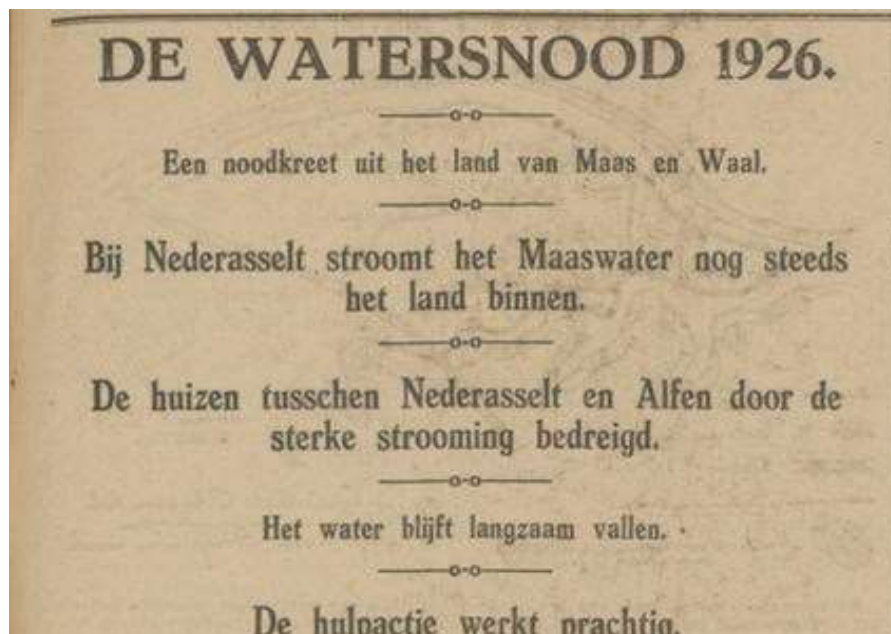 DE WATERSNOOD 1926.
Een noodkreet uit het land van Maas en Waal.
Bij Nederasselt stroomt het Maaswater nog steeds
het land binnen.
De huizen tusschen Nederasselt en Alfen door de
sterke strooming bedreigd.
Het water blijft langzaam vallen.
De hulpactie werkt prachtig.